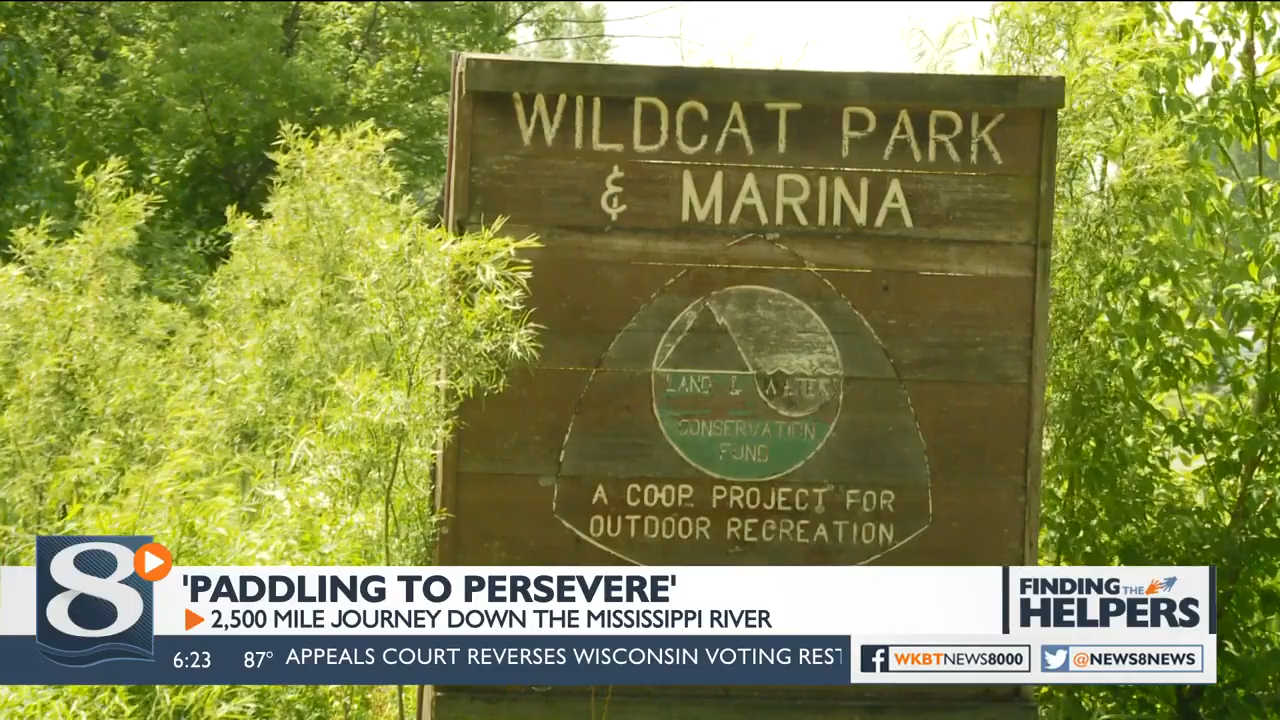 WILDCAT PARK
& MARINA
LAND & WATER
CONSERVATION
FUND
A COOP. PROJECT FOR
OUTDOOR RECREATION
8
'PADDLING TO PERSEVERE'
2,500 MILE JOURNEY DOWN THE MISSISSIPPI RIVER
FINDING THE
HELPERS
6:23 87° APPEALS COURT REVERSES WISCONSIN VOTING REST
WKBTNEWS8000
@NEWS8NEWS